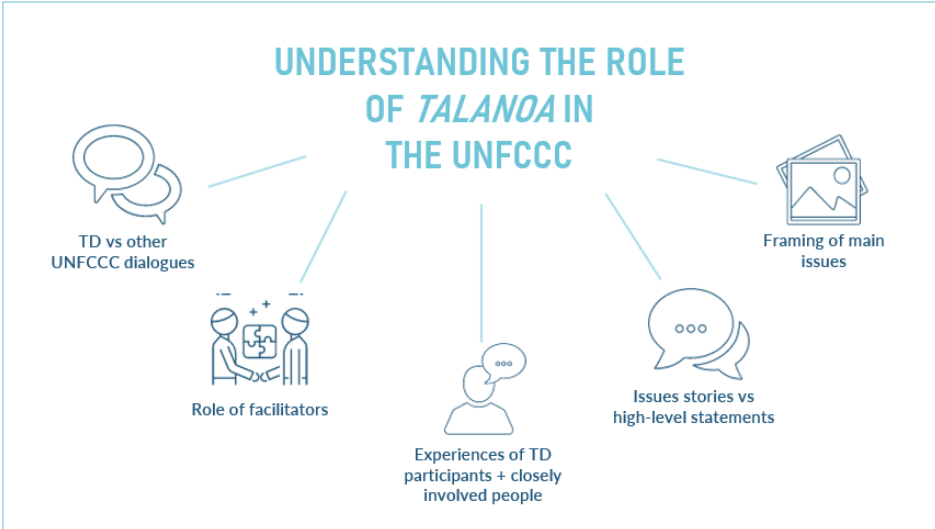 UNDERSTANDING THE ROLE
OF TALANOA IN
THE UNFCCC
TD vs other
UNFCCC dialogues
Role of facilitators
Experiences of TD
participants + closely
involved people
Issues stories vs
high-level statements
Framing of main
issues